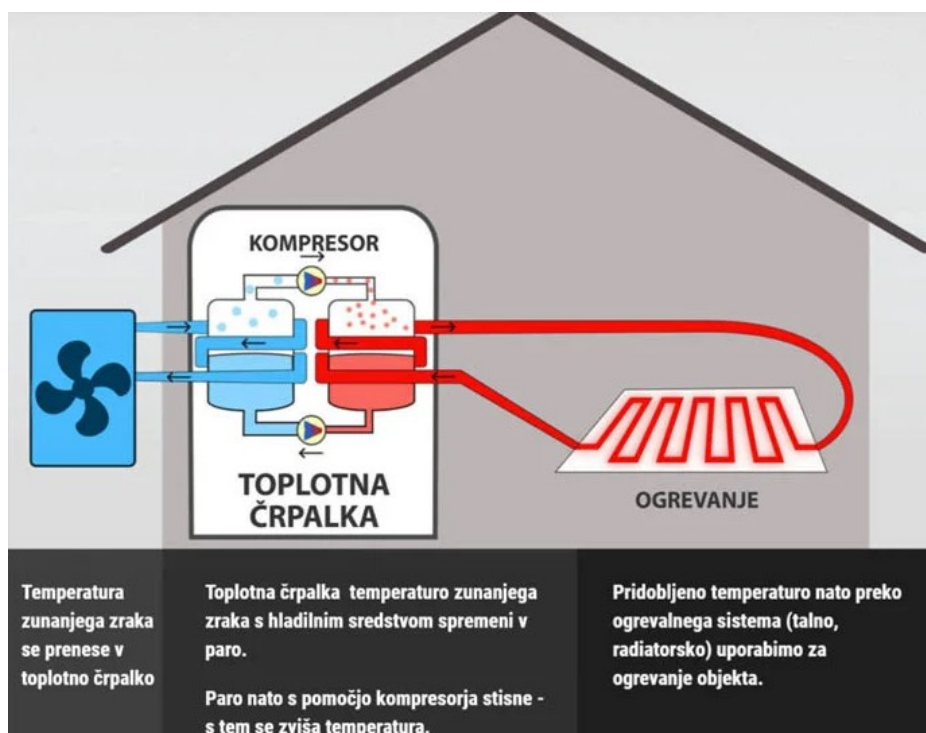 KOMPRESOR
TOPLOTNA
ČRPALKA
OGREVANJE
Temperatura
zunanjega zraka
se prenese v
toplotno črpalko
Toplotna črpalka temperaturo zunanjega
zraka s hladilnim sredstvom spremeni v
paro.
Paro nato s pomočjo kompresorja stisne -
s tem se zviša temperatura.
Pridobljeno temperaturo nato preko
ogrevalnega sistema (talno,
radiatorsko) uporabimo za
ogrevanje objekta.